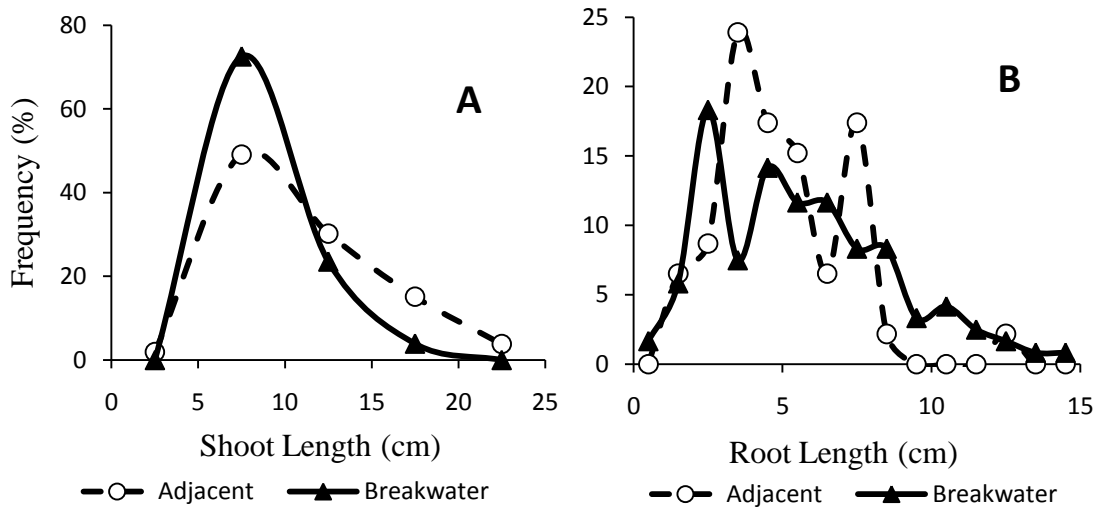 Frequency (%)
80
60
40
20
0
A
0 5 10 15 20 25
Shoot Length (cm)
Adjacent Breakwater
25
20
15
10
5
0
B
0 5 10 15
Root Length (cm)
Adjacent Breakwater